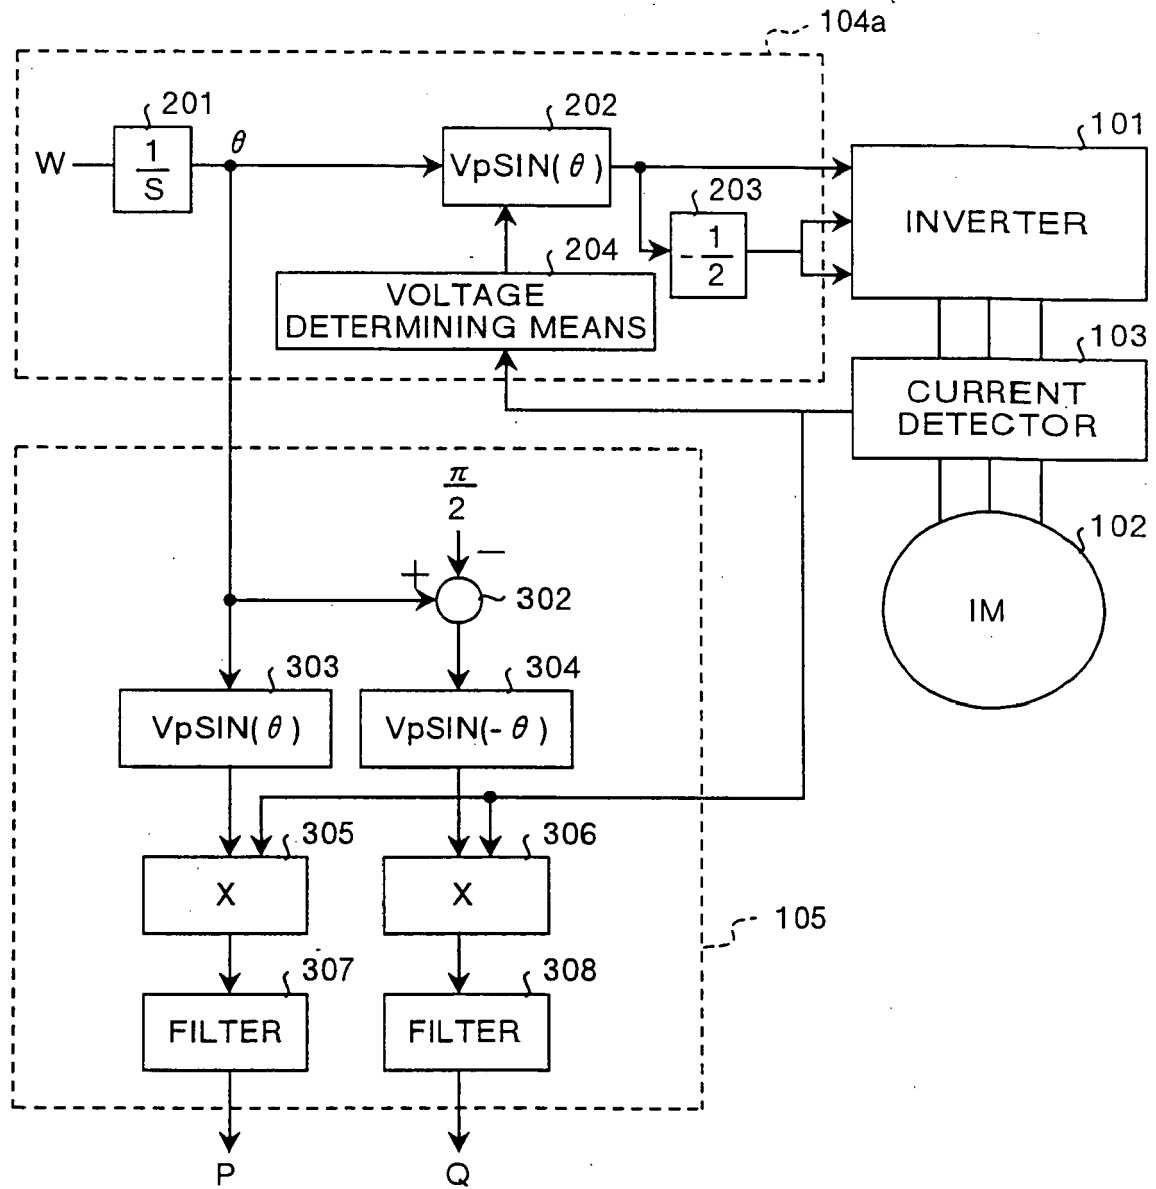 104a
201
202
101
W
1
S
θ
VpSIN(θ)
203
INVERTER
- 1
2
204
VOLTAGE
DETERMINING MEANS
103
CURRENT
DETECTOR
π
2
102
+
−
302
IM
303
304
VpSIN(θ)
VpSIN(-θ)
305
306
X
X
105
307
308
FILTER
FILTER
P
Q